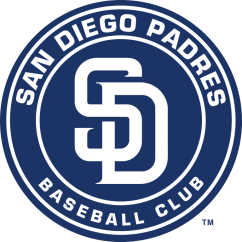 SAN DIEGO PADRES
SD
BASEBALL CLUB
TM